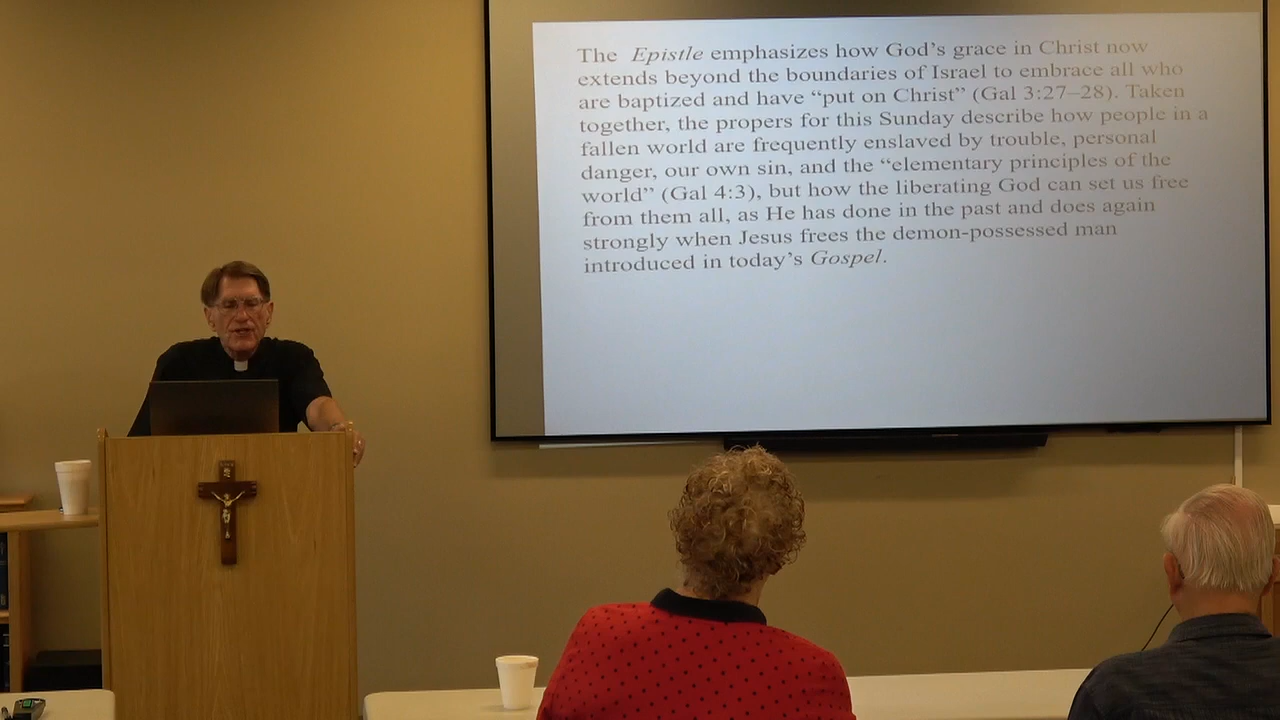 The Epistle emphasizes how God's grace in Christ now
extends beyond the boundaries of Israel to embrace all who
are baptized and have “put on Christ” (Gal 3:27–28). Taken
together, the propers for this Sunday describe how people in a
fallen world are frequently enslaved by trouble, personal
danger, our own sin, and the “elementary principles of the
world” (Gal 4:3), but how the liberating God can set us free
from them all, as He has done in the past and does again
strongly when Jesus frees the demon-possessed man
introduced in today's Gospel.